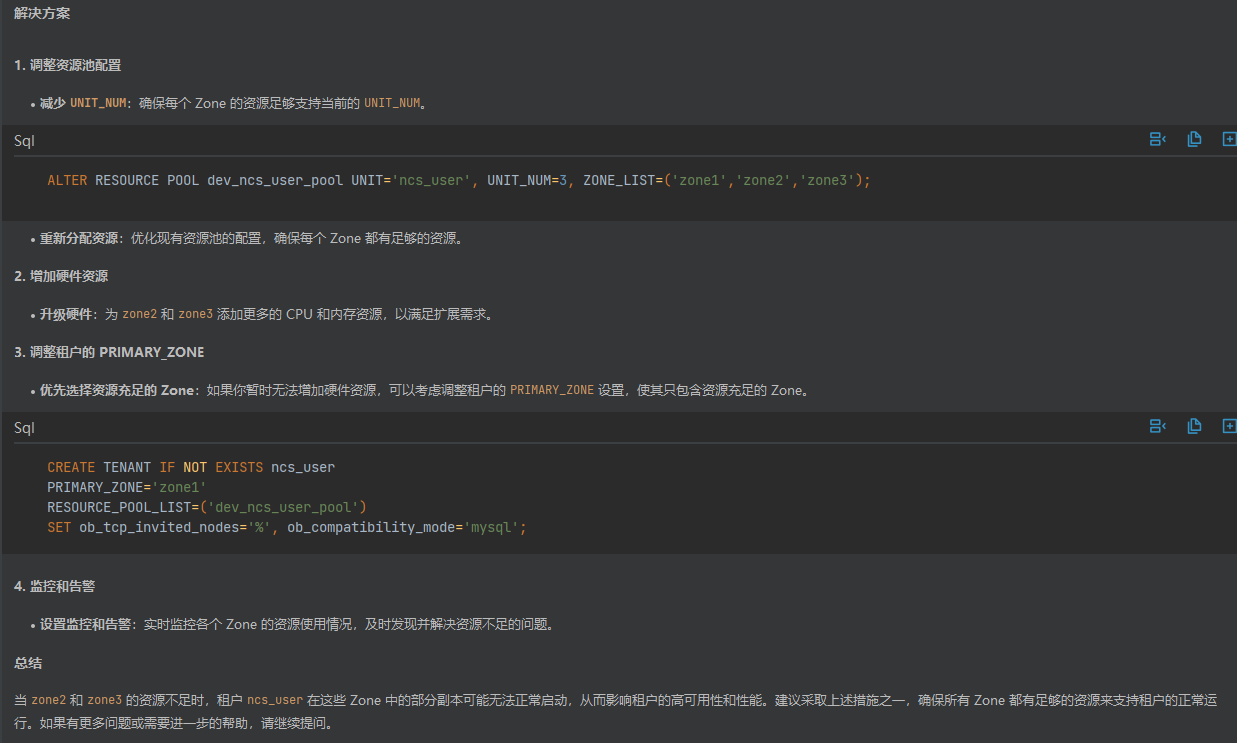 解决方案
1. 调整资源池配置
• 减少 UNIT_NUM：确保每个 Zone 的资源足够支持当前的 UNIT_NUM。
Sql
ALTER RESOURCE POOL dev_ncs_user_pool UNIT='ncs_user', UNIT_NUM=3, ZONE_LIST=('zone1','zone2','zone3');
• 重新分配资源：优化现有资源池的配置，确保每个 Zone 都有足够的资源。
2. 增加硬件资源
• 升级硬件：为 zone2 和 zone3 添加更多的 CPU 和内存资源，以满足扩展需求。
3. 调整租户的 PRIMARY_ZONE
• 优先选择资源充足的 Zone：如果你暂时无法增加硬件资源，可以考虑调整租户的 PRIMARY_ZONE 设置，使其只包含资源充足的 Zone。
Sql
CREATE TENANT IF NOT EXISTS ncs_user
PRIMARY_ZONE='zone1'
RESOURCE_POOL_LIST=('dev_ncs_user_pool')
SET ob_tcp_invited_nodes='%', ob_compatibility_mode='mysql';
4. 监控和告警
• 设置监控和告警：实时监控各个 Zone 的资源使用情况，及时发现并解决资源不足的问题。
总结
当 zone2 和 zone3 的资源不足时，租户 ncs_user 在这些 Zone 中的部分副本可能无法正常启动，从而影响租户的高可用性和性能。建议采取上述措施之一，确保所有 Zone 都有足够的资源来支持租户的正常运
行。如果有更多问题或需要进一步的帮助，请继续提问。